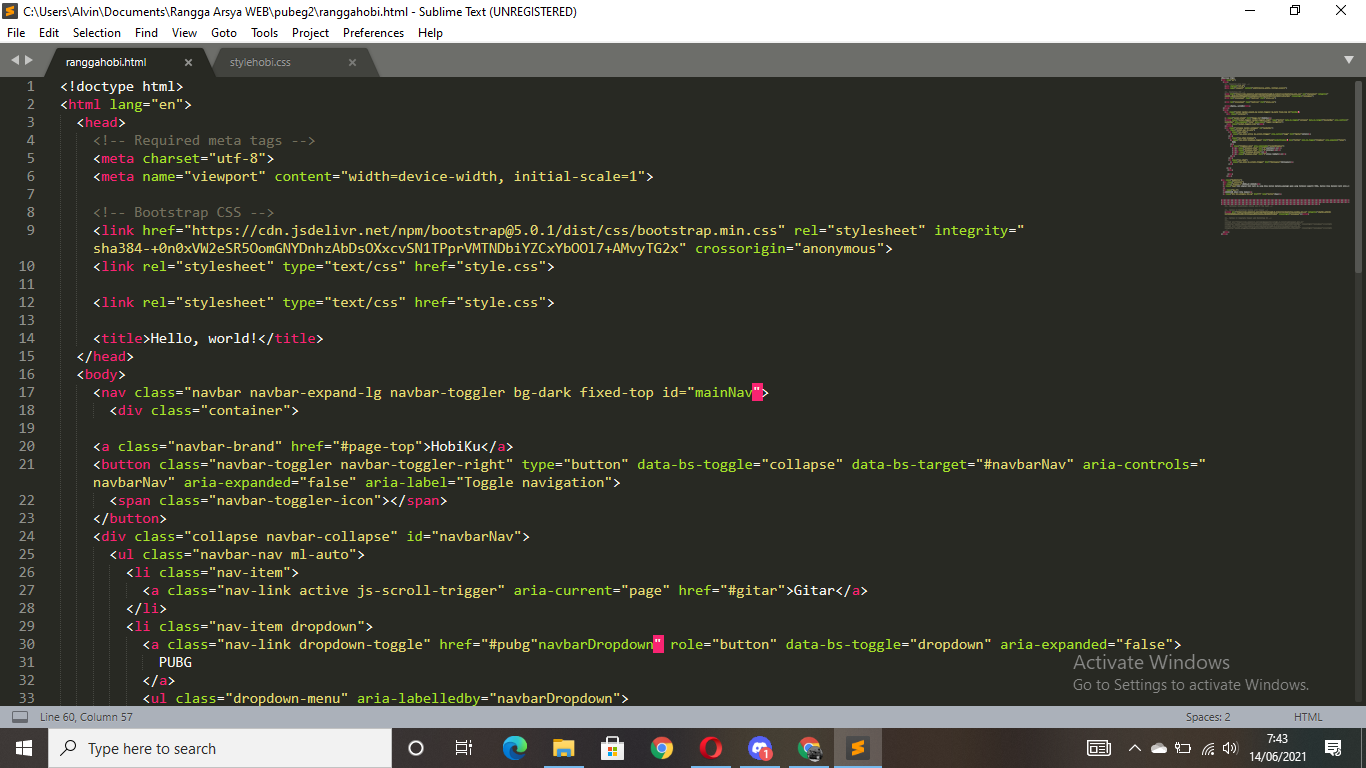 C:\Users\Alvin\Documents\Rangga Arsya WEB\pubeg2\ranggahobi.html - Sublime Text (UNREGISTERED)
File Edit Selection Find View Goto Tools Project Preferences Help
ranggahobi.html × stylehobi.css ×
1 <!doctype html>
2 <html lang="en">
3 <head>
4 <!-- Required meta tags -->
5 <meta charset="utf-8">
6 <meta name="viewport" content="width=device-width, initial-scale=1">
7
8 <!-- Bootstrap CSS -->
9 <link href="https://cdn.jsdelivr.net/npm/bootstrap@5.0.1/dist/css/bootstrap.min.css" rel="stylesheet" integrity="
sha384-+0n0xVW2eSR5OomGNYDnhzAbDsOXxcvSN1TPprVMTNDbiYZCxYbOOl7+AMvyTG2x" crossorigin="anonymous">
10 <link rel="stylesheet" type="text/css" href="style.css">
11
12 <link rel="stylesheet" type="text/css" href="style.css">
13
14 <title>Hello, world!</title>
15 </head>
16 <body>
17 <nav class="navbar navbar-expand-lg navbar-toggler bg-dark fixed-top id="mainNav">
18 <div class="container">
19
20 <a class="navbar-brand" href="#page-top">HobiKu</a>
21 <button class="navbar-toggler navbar-toggler-right" type="button" data-bs-toggle="collapse" data-bs-target="#navbarNav" aria-controls="
navbarNav" aria-expanded="false" aria-label="Toggle navigation">
22 <span class="navbar-toggler-icon"></span>
23 </button>
24 <div class="collapse navbar-collapse" id="navbarNav">
25 <ul class="navbar-nav ml-auto">
26 <li class="nav-item">
27 <a class="nav-link active js-scroll-trigger" aria-current="page" href="#gitar">Gitar</a>
28 </li>
29 <li class="nav-item dropdown">
30 <a class="nav-link dropdown-toggle" href="#pubg"navbarDropdown" role="button" data-bs-toggle="dropdown" aria-expanded="false">
31 PUBG
32 </a>
33 <ul class="dropdown-menu" aria-labelledby="navbarDropdown">
Activate Windows
Go to Settings to activate Windows.
Line 60, Column 57 Spaces: 2 HTML
Type here to search
1
7:43
14/06/2021